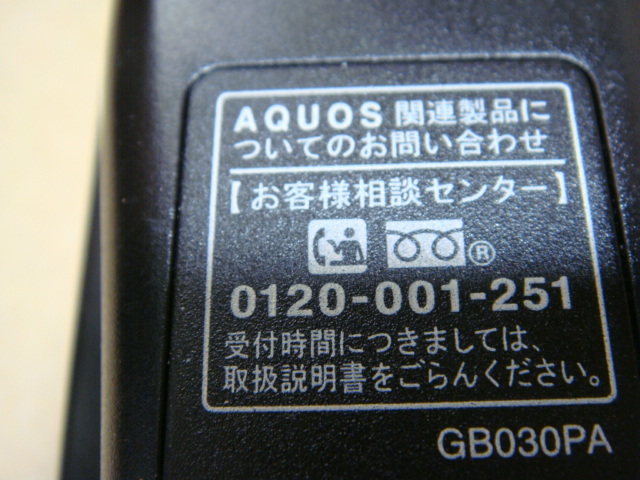 AQUOS 関連製品に
ついてのお問い合わせ
【お客様相談センター】
®
0120-001-251
受付時間につきましては、
取扱説明書をごらんください。
GB030PA